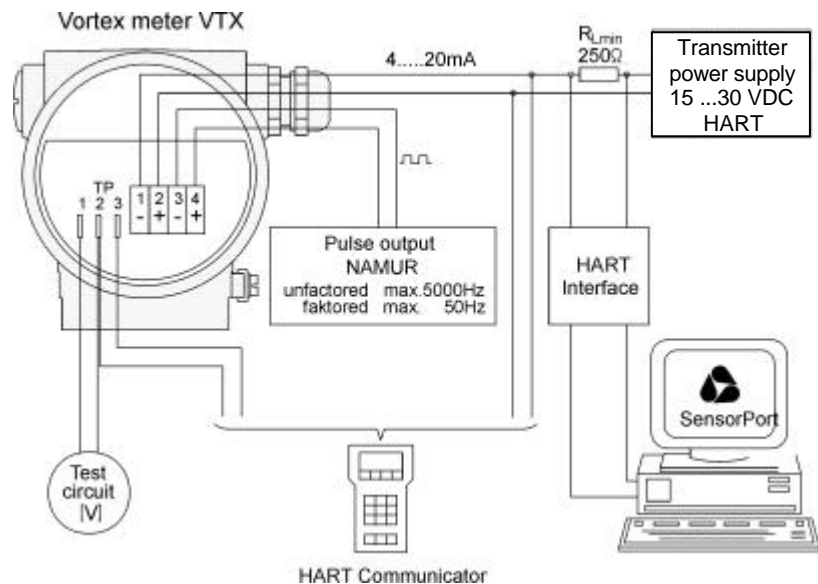 Vortex meter VTX
4.....20mA
RLmin
250Ω
Transmitter
power supply
15 ...30 VDC
HART
TP
1 2 3
1 2 3 4
- + - +
Pulse output
NAMUR
unfactored max.5000Hz
faktored max. 50Hz
HART
Interface
SensorPort
Test
circuit
[V]
HART Communicator